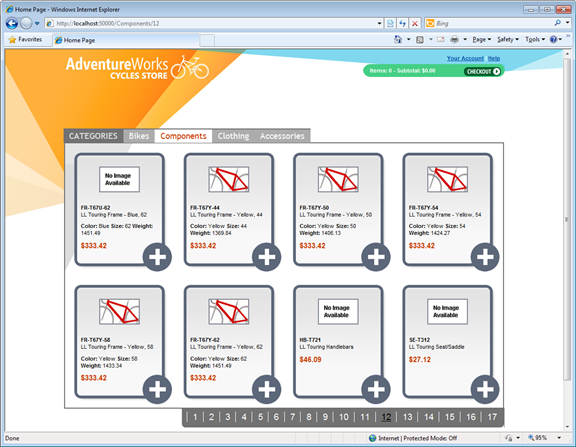 Home Page - Windows Internet Explorer
http://localhost:50000/Components/12
Bing
Favorites
Home Page
Page Safety Tools
AdventureWorks
CYCLES STORE
Your Account Help
Items: 0 - Subtotal: $0.00 CHECKOUT
CATEGORIES Bikes Components Clothing Accessories
No Image
Available
FR-T67U-62
LL Touring Frame - Blue, 62
Color: Blue Size: 62 Weight:
1451.49
$333.42
FR-T67Y-44
LL Touring Frame - Yellow, 44
Color: Yellow Size: 44
Weight: 1369.84
$333.42
FR-T67Y-50
LL Touring Frame - Yellow, 50
Color: Yellow Size: 50
Weight: 1406.13
$333.42
FR-T67Y-54
LL Touring Frame - Yellow, 54
Color: Yellow Size: 54
Weight: 1424.27
$333.42
FR-T67Y-58
LL Touring Frame - Yellow, 58
Color: Yellow Size: 58
Weight: 1433.34
$333.42
FR-T67Y-62
LL Touring Frame - Yellow, 62
Color: Yellow Size: 62
Weight: 1451.49
$333.42
No Image
Available
HB-T721
LL Touring Handlebars
$46.09
No Image
Available
SE-T312
LL Touring Seat/Saddle
$27.12
| 1 | 2 | 3 | 4 | 5 | 6 | 7 | 8 | 9 | 10 | 11 | 12 | 13 | 14 | 15 | 16 | 17
Done
Internet | Protected Mode: Off
95%